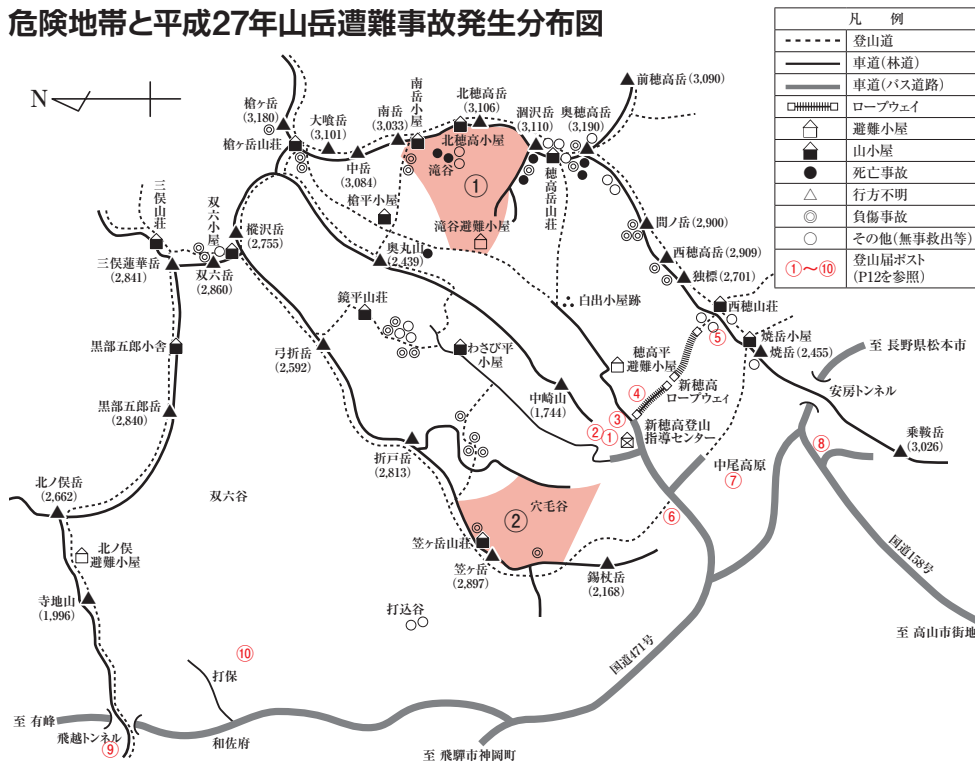 危険地帯と平成27年山岳遭難事故発生分布図
凡 例
登山道
車道(林道)
車道(バス道路)
ロープウェイ
避難小屋
山小屋
死亡事故
行方不明
負傷事故
その他(無事救出等)
①〜⑩
登山届ポスト
(P12を参照)
N
槍ヶ岳
(3,180)
槍ヶ岳山荘
大喰岳
(3,101)
中岳
(3,084)
南岳
(3,033)
南岳小屋
北穂高岳
(3,106)
北穂高小屋
滝谷
①
滝谷避難小屋
涸沢岳
(3,110)
穂高岳山荘
奥穂高岳
(3,190)
前穂高岳(3,090)
間ノ岳(2,900)
西穂高岳(2,909)
独標(2,701)
西穂山荘
⑤
焼岳小屋
焼岳(2,455)
至 長野県松本市
安房トンネル
乗鞍岳
(3,026)
⑧
国道158号
至 高山市街地
三俣山荘
双六小屋
樅沢岳
(2,755)
三俣蓮華岳
(2,841)
双六岳
(2,860)
槍平小屋
奥丸山
(2,439)
鏡平山荘
わさび平
小屋
白出小屋跡
穂高平
避難小屋
新穂高
ロープウェイ
④
③
②
①
新穂高登山
指導センター
中崎山
(1,744)
中尾高原
⑦
⑥
黒部五郎小舎
弓折岳
(2,592)
黒部五郎岳
(2,840)
折戸岳
(2,813)
北ノ俣岳
(2,662)
双六谷
②
穴毛谷
笠ヶ岳山荘
笠ヶ岳
(2,897)
錫杖岳
(2,168)
北ノ俣
避難小屋
寺地山
(1,996)
打込谷
⑩
打保
国道471号
至 有峰
飛越トンネル
⑨
和佐府
至 飛騨市神岡町